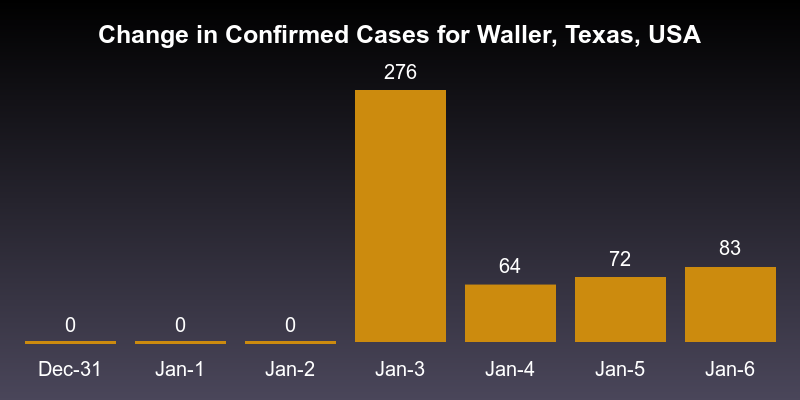 Change in Confirmed Cases for Waller, Texas, USA
276
64
72
83
0
0
0
Dec-31
Jan-1
Jan-2
Jan-3
Jan-4
Jan-5
Jan-6